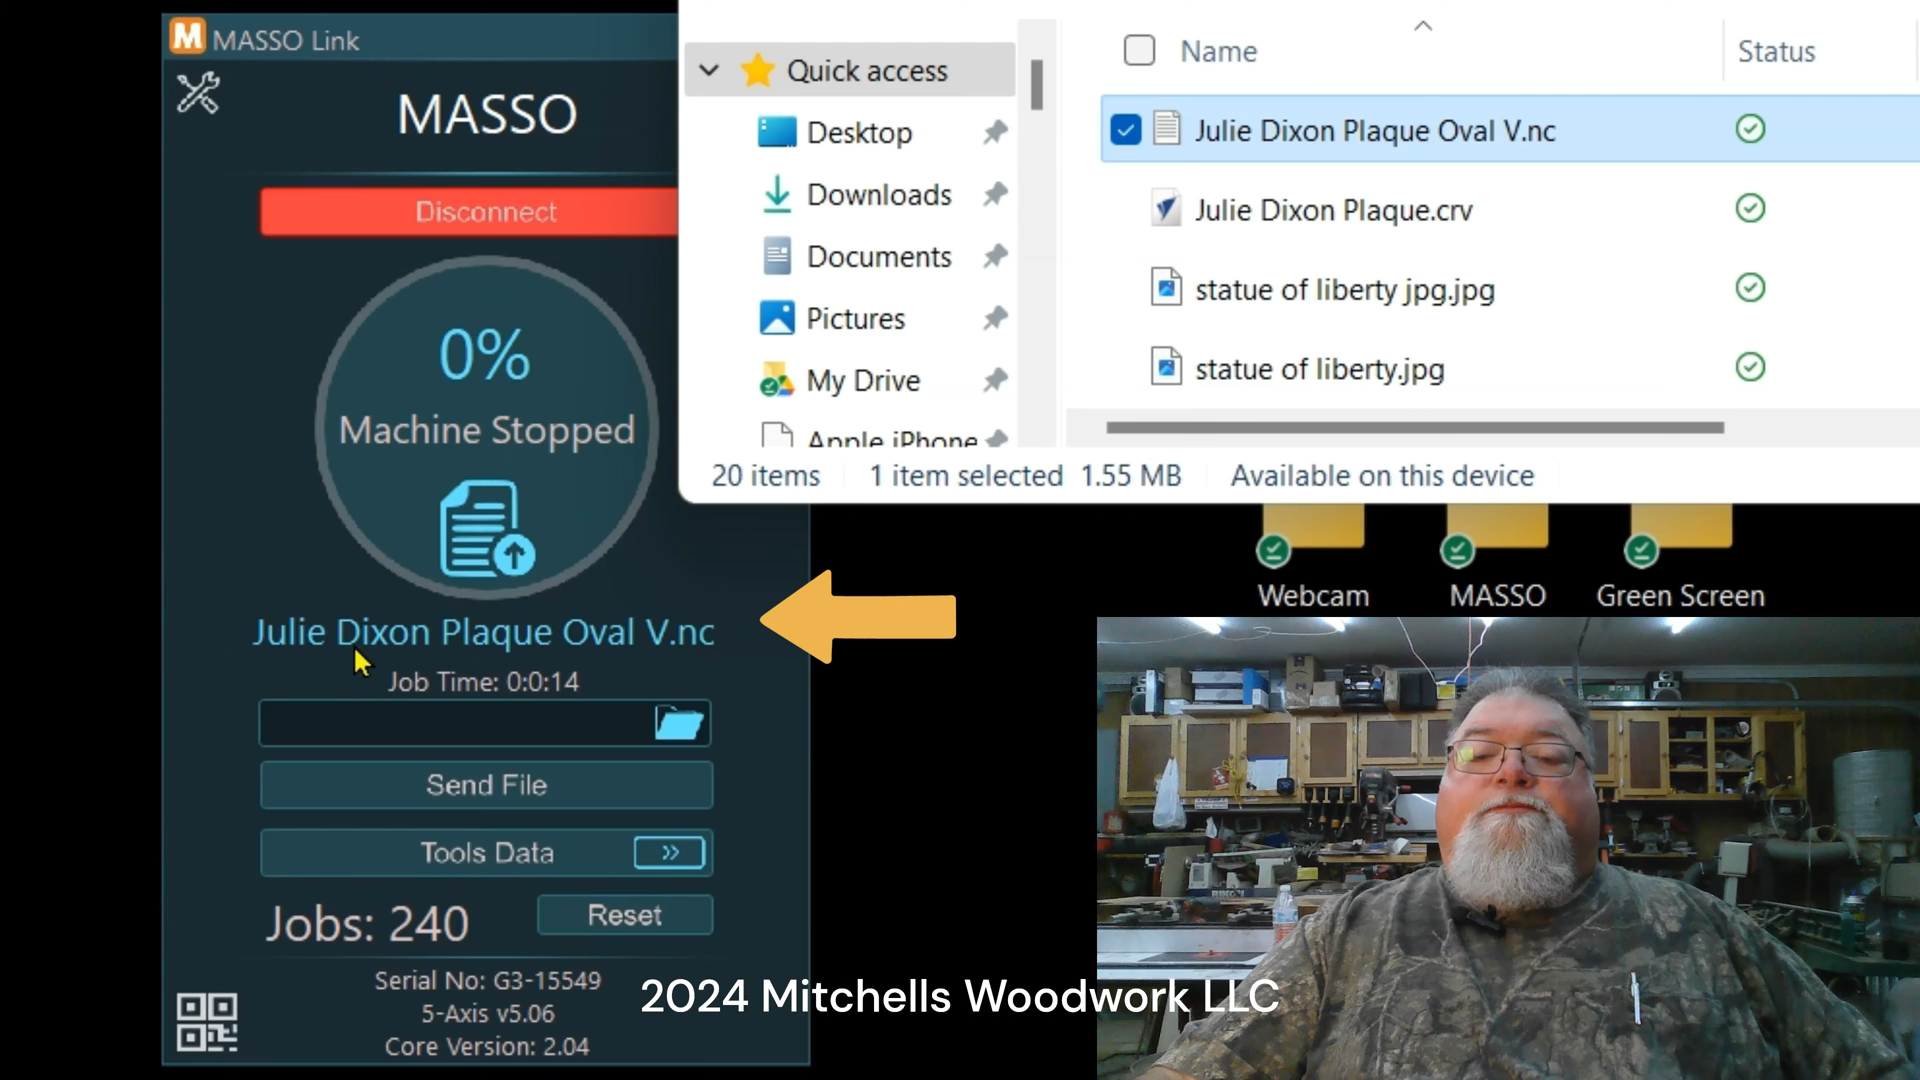 MASSO Link
MASSO
Disconnect
0%
Machine Stopped
Julie Dixon Plaque Oval V.nc
Job Time: 0:0:14
Send File
Tools Data
»
Jobs: 240
Reset
Serial No: G3-15549
5-Axis v5.06
Core Version: 2.04
Quick access
Desktop
Downloads
Documents
Pictures
My Drive
Apple iPhone
Name Status
Julie Dixon Plaque Oval V.nc
Julie Dixon Plaque.crv
statue of liberty jpg.jpg
statue of liberty.jpg
20 items 1 item selected 1.55 MB Available on this device
Webcam MASSO Green Screen
2024 Mitchells Woodwork LLC